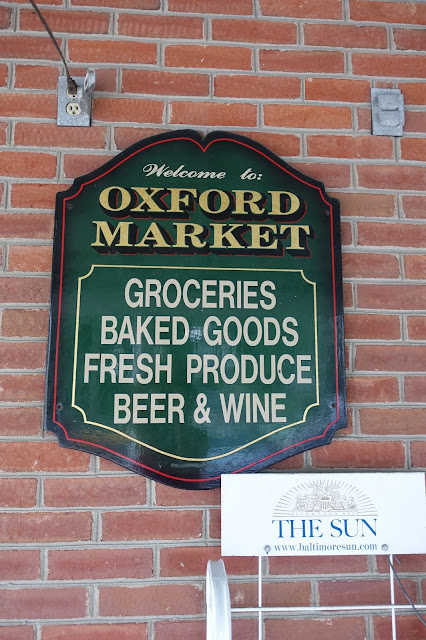 Welcome to:
OXFORD
MARKET
GROCERIES
BAKED GOODS
FRESH PRODUCE
BEER & WINE
THE SUN
www.baltimoresun.com